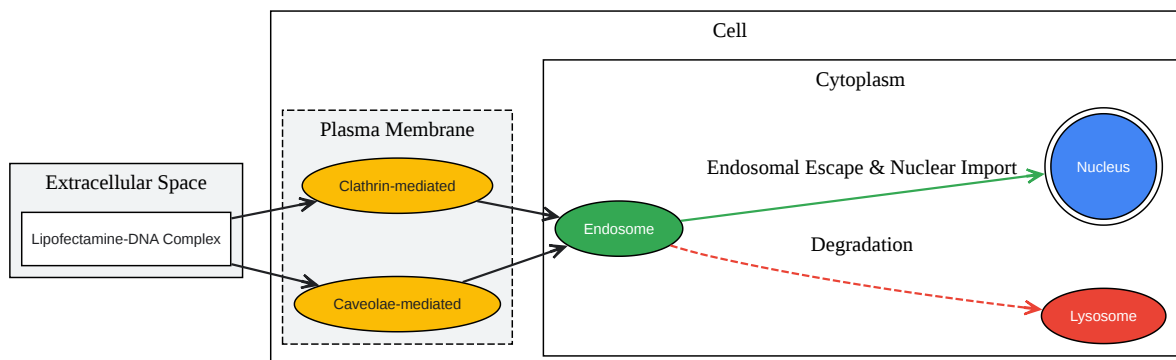 Cell
Cytoplasm
Plasma Membrane
Extracellular Space
Lipofectamine-DNA Complex
Clathrin-mediated
Caveolae-mediated
Endosome
Endosomal Escape & Nuclear Import
Nucleus
Degradation
Lysosome